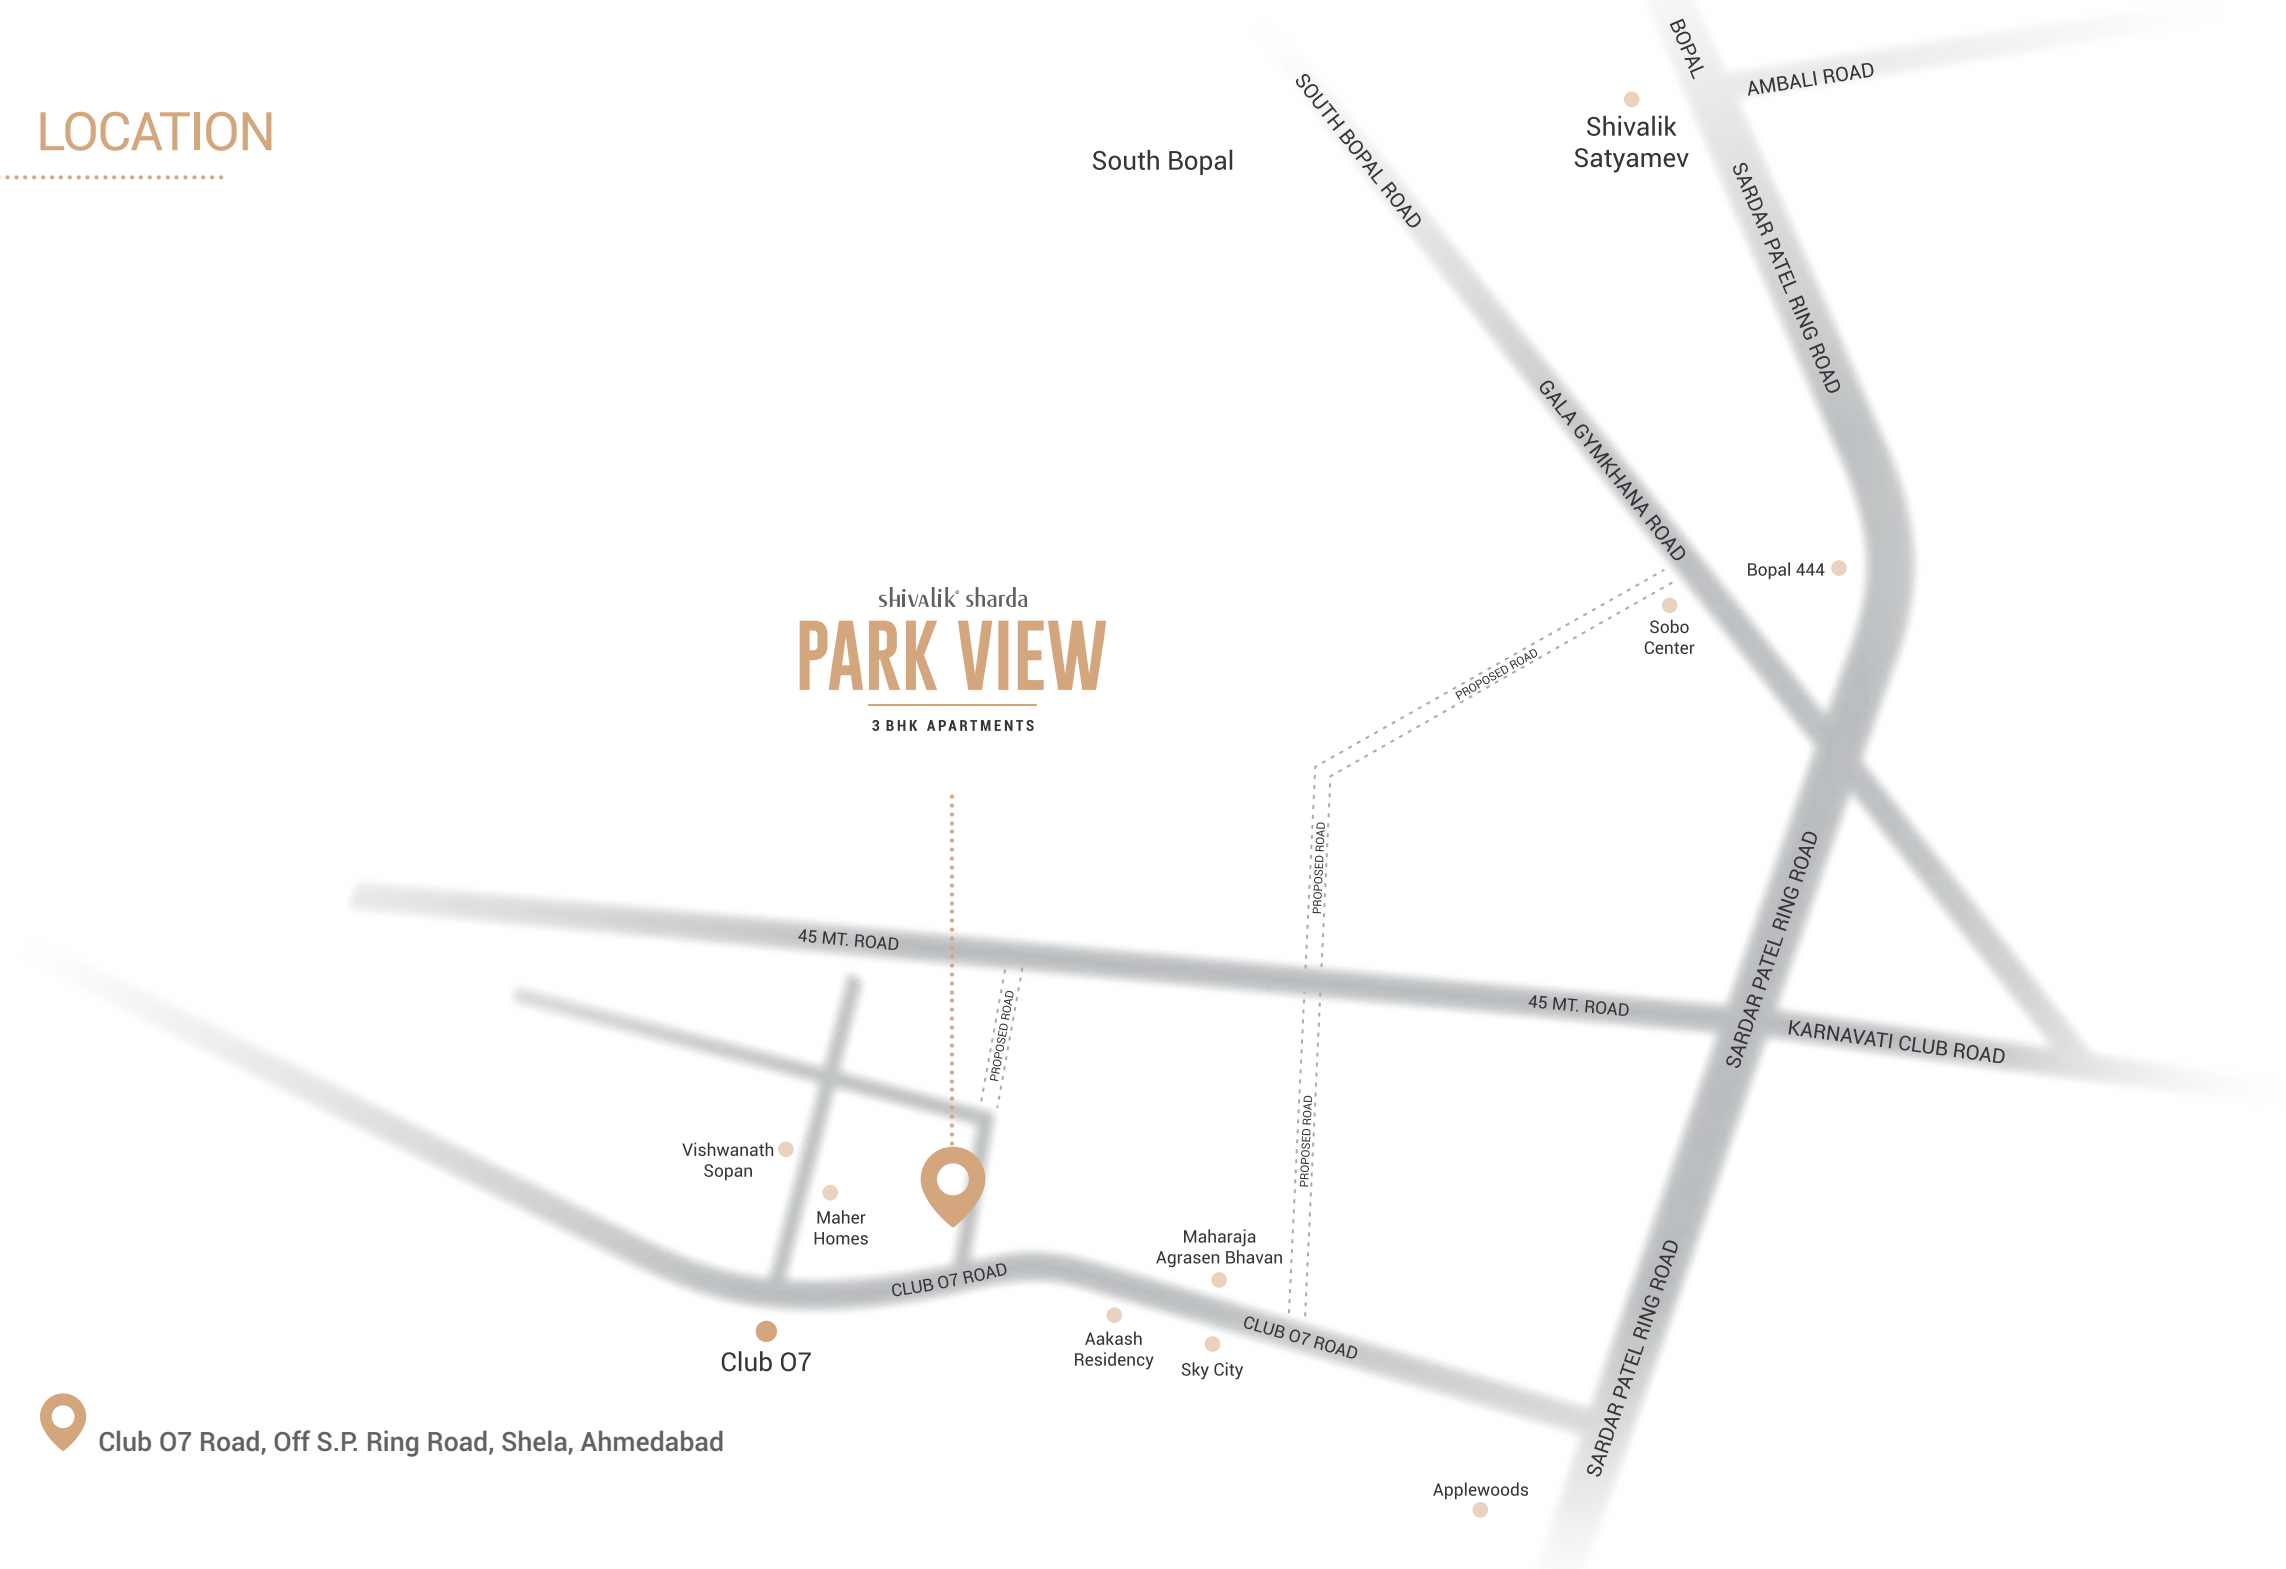 LOCATION
BOPAL
AMBALI ROAD
SOUTH BOPAL ROAD
Shivalik
Satyamev
South Bopal
SARDAR PATEL RING ROAD
GALA GYMKHANA ROAD
Bopal 444
Sobo
Center
shivalik° sharda
PARK VIEW
3 BHK APARTMENTS
PROPOSED ROAD
PROPOSED ROAD
SARDAR PATEL RING ROAD
45 MT. ROAD
45 MT. ROAD
KARNAVATI CLUB ROAD
PROPOSED ROAD
PROPOSED ROAD
Vishwanath
Sopan
Maher
Homes
Maharaja
Agrasen Bhavan
CLUB O7 ROAD
CLUB O7 ROAD
Aakash
Residency
Sky City
Club O7
SARDAR PATEL RING ROAD
Club O7 Road, Off S.P. Ring Road, Shela, Ahmedabad
Applewoods